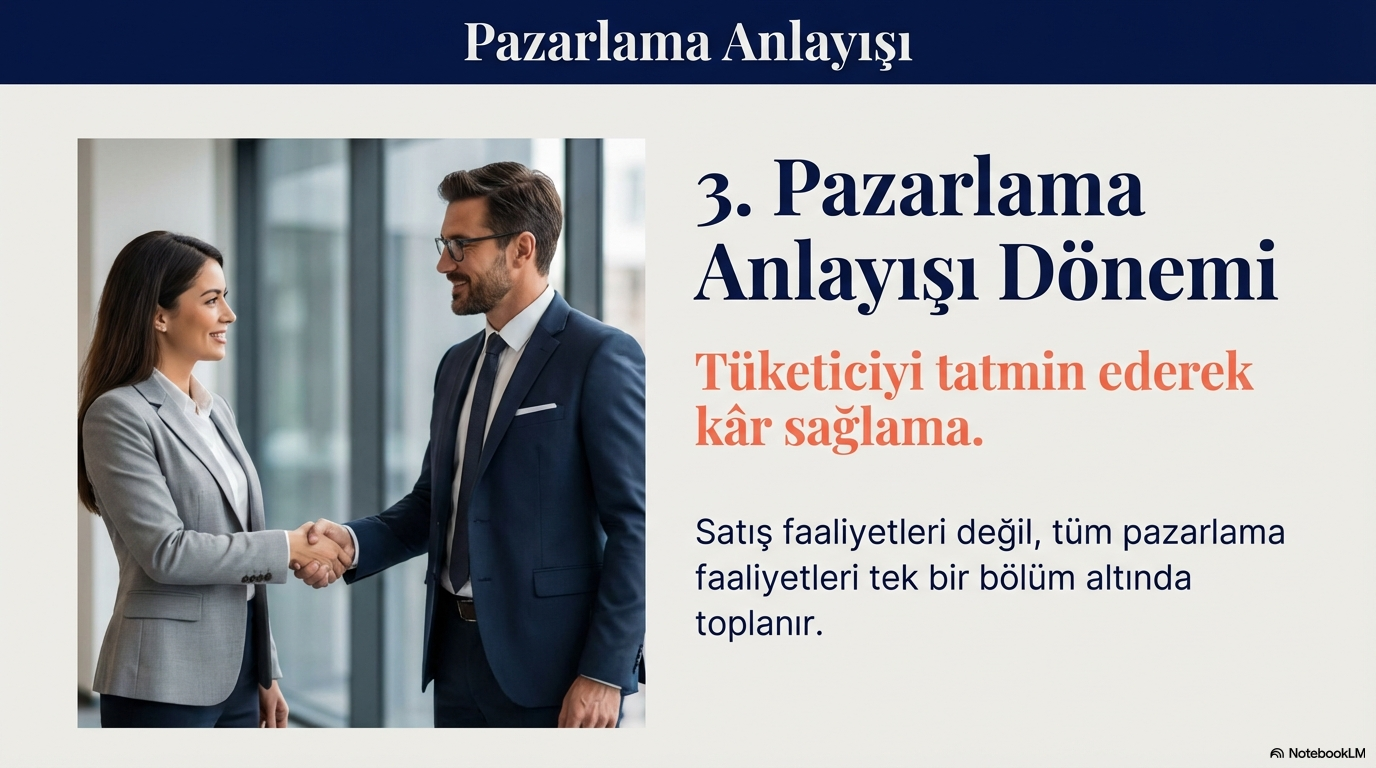 Pazarlama Anlayışı
3. Pazarlama
Anlayışı Dönemi
Tüketiciyi tatmin ederek
kâr sağlama.
Satış faaliyetleri değil, tüm pazarlama
faaliyetleri tek bir bölüm altında
toplanır.
NotebookLM